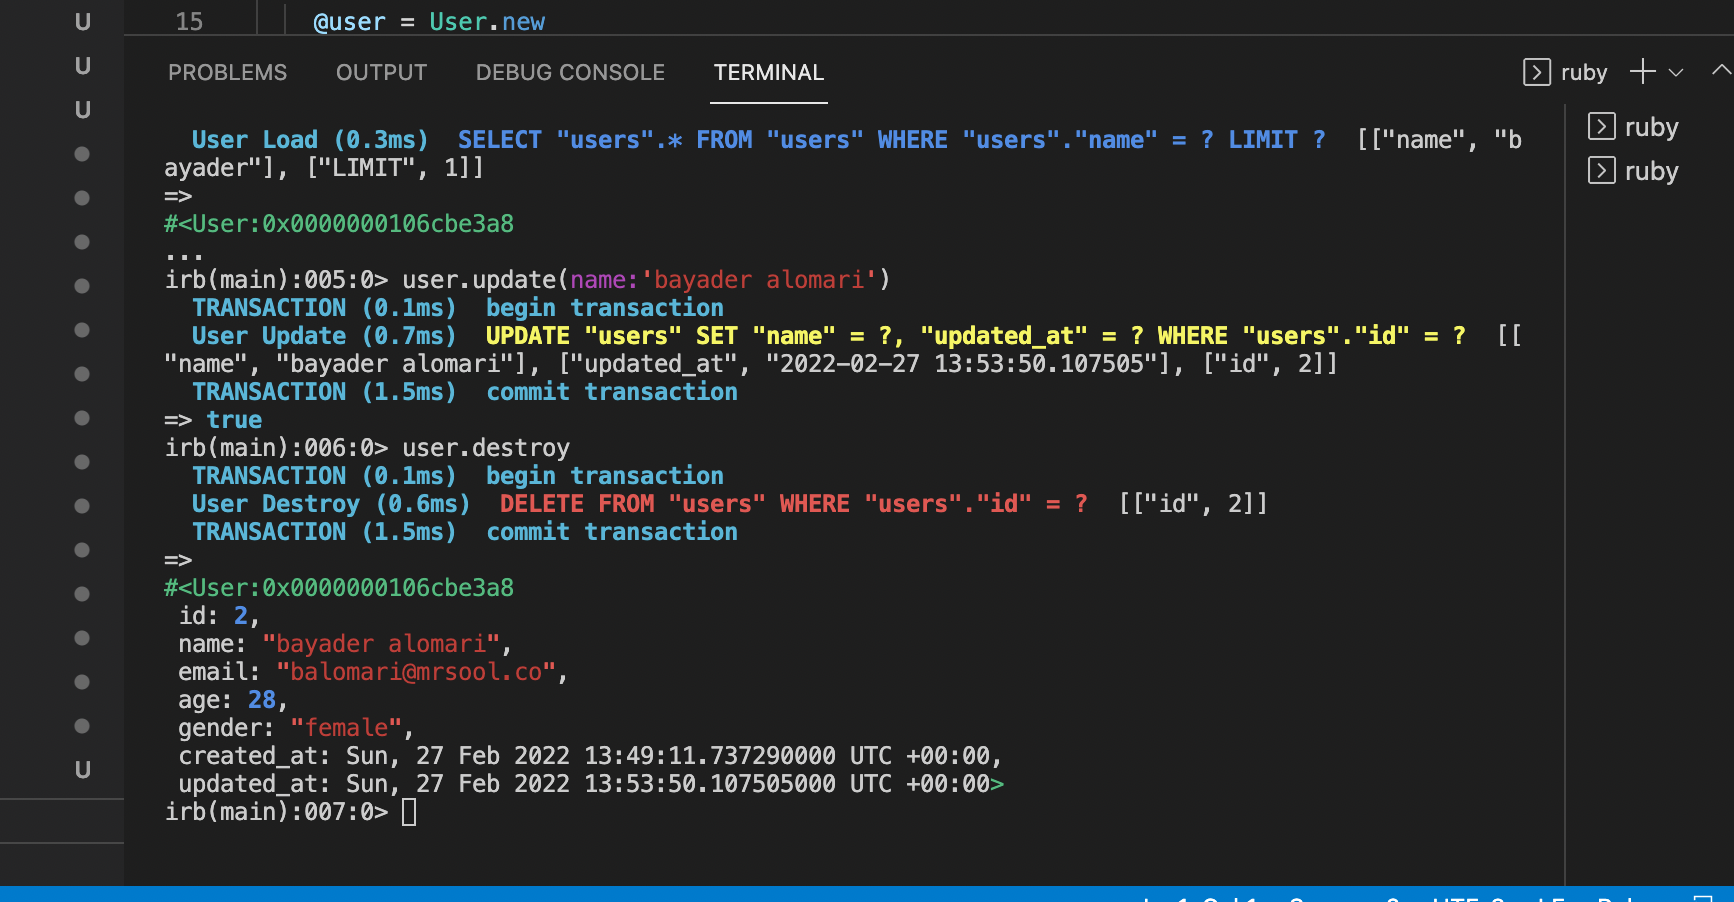 U
15 @user = User.new
U
PROBLEMS OUTPUT DEBUG CONSOLE TERMINAL ruby
U
ruby
ruby
User Load (0.3ms) SELECT "users".* FROM "users" WHERE "users"."name" = ? LIMIT ? [["name", "b
ayader"], ["LIMIT", 1]]
=>
#<User:0x0000000106cbe3a8
...
irb(main):005:0> user.update(name:'bayader alomari')
TRANSACTION (0.1ms) begin transaction
User Update (0.7ms) UPDATE "users" SET "name" = ?, "updated_at" = ? WHERE "users"."id" = ? [[
"name", "bayader alomari"], ["updated_at", "2022-02-27 13:53:50.107505"], ["id", 2]]
TRANSACTION (1.5ms) commit transaction
=> true
irb(main):006:0> user.destroy
TRANSACTION (0.1ms) begin transaction
User Destroy (0.6ms) DELETE FROM "users" WHERE "users"."id" = ? [["id", 2]]
TRANSACTION (1.5ms) commit transaction
=>
#<User:0x0000000106cbe3a8
id: 2,
name: "bayader alomari",
email: "balomari@mrsool.co",
age: 28,
gender: "female",
created_at: Sun, 27 Feb 2022 13:49:11.737290000 UTC +00:00,
U
updated_at: Sun, 27 Feb 2022 13:53:50.107505000 UTC +00:00>
irb(main):007:0>